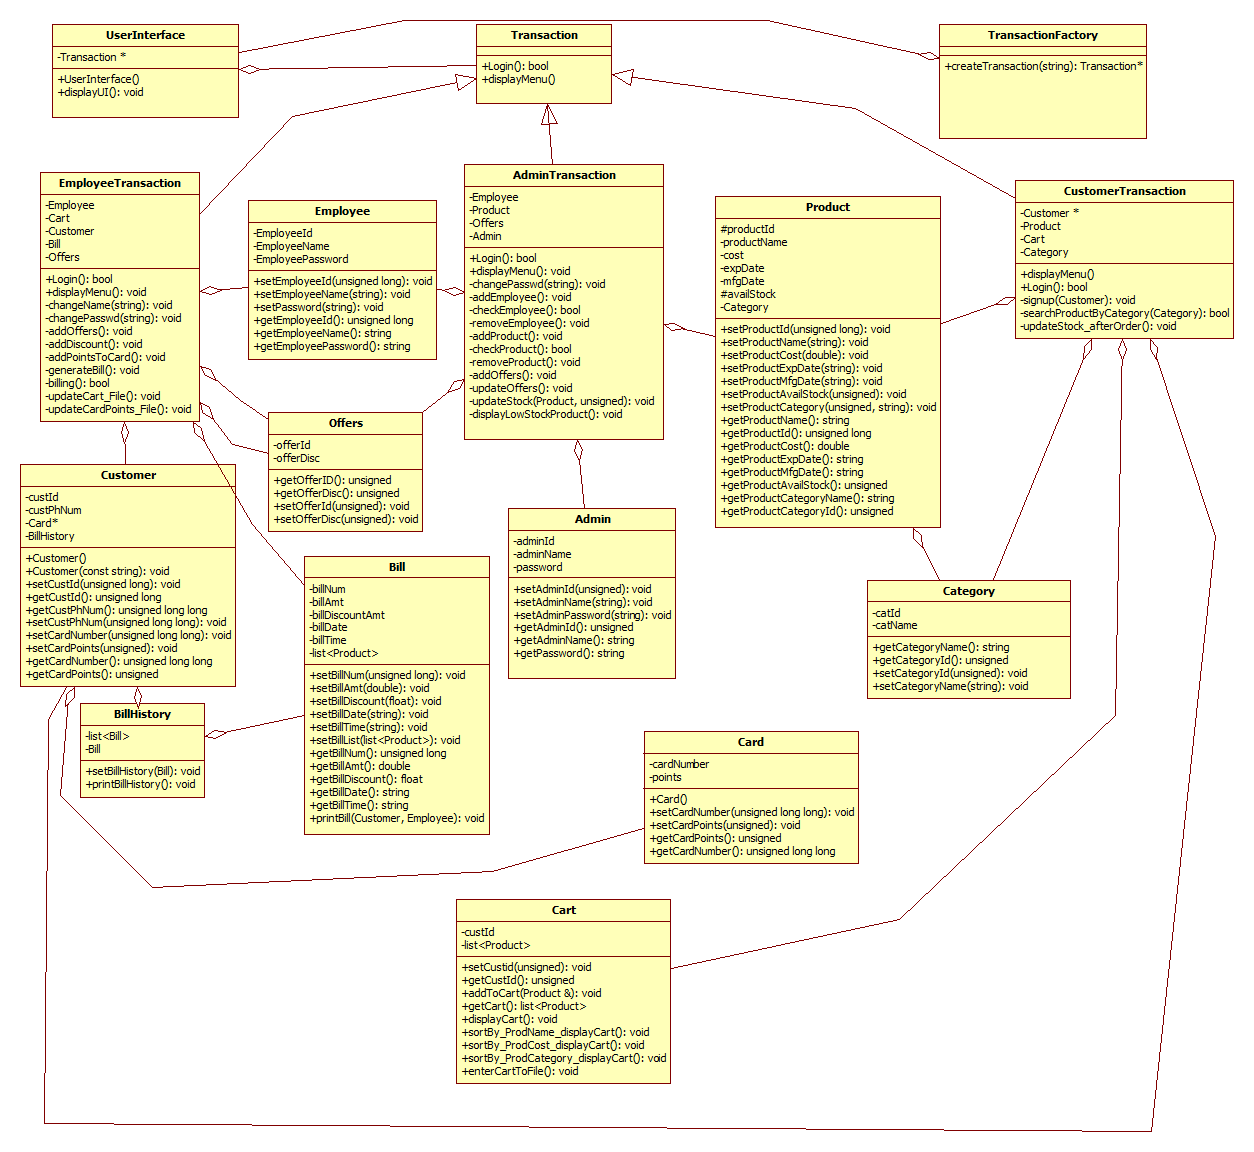 UserInterface
-Transaction *
+UserInterface()
+displayUI(): void
Transaction
+Login(): bool
+displayMenu()
TransactionFactory
+createTransaction(string): Transaction*
EmployeeTransaction
-Employee
-Cart
-Customer
-Bill
-Offers
+Login(): bool
+displayMenu(): void
-changeName(string): void
-changePasswd(string): void
-addOffers(): void
-addDiscount(): void
-addPointsToCard(): void
-generateBill(): void
-billing(): bool
-updateCart_File(): void
-updateCardPoints_File(): void
Employee
-EmployeeId
-EmployeeName
-EmployeePassword
+setEmployeeId(unsigned long): void
+setEmployeeName(string): void
+setPassword(string): void
+getEmployeeId(): unsigned long
+getEmployeeName(): string
+getEmployeePassword(): string
AdminTransaction
-Employee
-Product
-Offers
-Admin
+Login(): bool
+displayMenu(): void
-changePasswd(string): void
-addEmployee(): void
-checkEmployee(): bool
-removeEmployee(): void
-addProduct(): void
-checkProduct(): bool
-removeProduct(): void
-addOffers(): void
-updateOffers(): void
-updateStock(Product, unsigned): void
-displayLowStockProduct(): void
Product
#productId
-productName
-cost
-expDate
-mfgDate
#availStock
-Category
+setProductId(unsigned long): void
+setProductName(string): void
+setProductCost(double): void
+setProductExpDate(string): void
+setProductMfgDate(string): void
+setProductAvailStock(unsigned): void
+setProductCategory(unsigned, string): void
+getProductName(): string
+getProductId(): unsigned long
+getProductCost(): double
+getProductExpDate(): string
+getProductMfgDate(): string
+getProductAvailStock(): unsigned
+getProductCategoryName(): string
+getProductCategoryId(): unsigned
CustomerTransaction
-Customer *
-Product
-Cart
-Category
+displayMenu()
+Login(): bool
-signup(Customer): void
-searchProductByCategory(Category): bool
-updateStock_afterOrder(): void
Offers
-offerId
-offerDisc
+getOfferID(): unsigned
+getOfferDisc(): unsigned
+setOfferId(unsigned): void
+setOfferDisc(unsigned): void
Customer
-custId
-custPhNum
-Card*
-BillHistory
+Customer()
+Customer(const string): void
+setCustId(unsigned long): void
+getCustId(): unsigned long
+getCustPhNum(): unsigned long long
+setCustPhNum(unsigned long long): void
+setCardNumber(unsigned long long): void
+setCardPoints(unsigned): void
+getCardNumber(): unsigned long long
+getCardPoints(): unsigned
Admin
-adminId
-adminName
-password
+setAdminId(unsigned): void
+setAdminName(string): void
+setAdminPassword(string): void
+getAdminId(): unsigned
+getAdminName(): string
+getPassword(): string
Bill
-billNum
-billAmt
-billDiscountAmt
-billDate
-billTime
-list<Product>
+setBillNum(unsigned long): void
+setBillAmt(double): void
+setBillDiscount(float): void
+setBillDate(string): void
+setBillTime(string): void
+setBillList(list<Product>): void
+getBillNum(): unsigned long
+getBillAmt(): double
+getBillDiscount(): float
+getBillDate(): string
+getBillTime(): string
+printBill(Customer, Employee): void
Category
-catId
-catName
+getCategoryName(): string
+getCategoryId(): unsigned
+setCategoryId(unsigned): void
+setCategoryName(string): void
BillHistory
-list<Bill>
-Bill
+setBillHistory(Bill): void
+printBillHistory(): void
Card
-cardNumber
-points
+Card()
+setCardNumber(unsigned long long): void
+setCardPoints(unsigned): void
+getCardPoints(): unsigned
+getCardNumber(): unsigned long long
Cart
-custId
-list<Product>
+setCustid(unsigned): void
+getCustId(): unsigned
+addToCart(Product &): void
+getCart(): list<Product>
+displayCart(): void
+sortBy_ProdName_displayCart(): void
+sortBy_ProdCost_displayCart(): void
+sortBy_ProdCategory_displayCart(): void
+enterCartToFile(): void